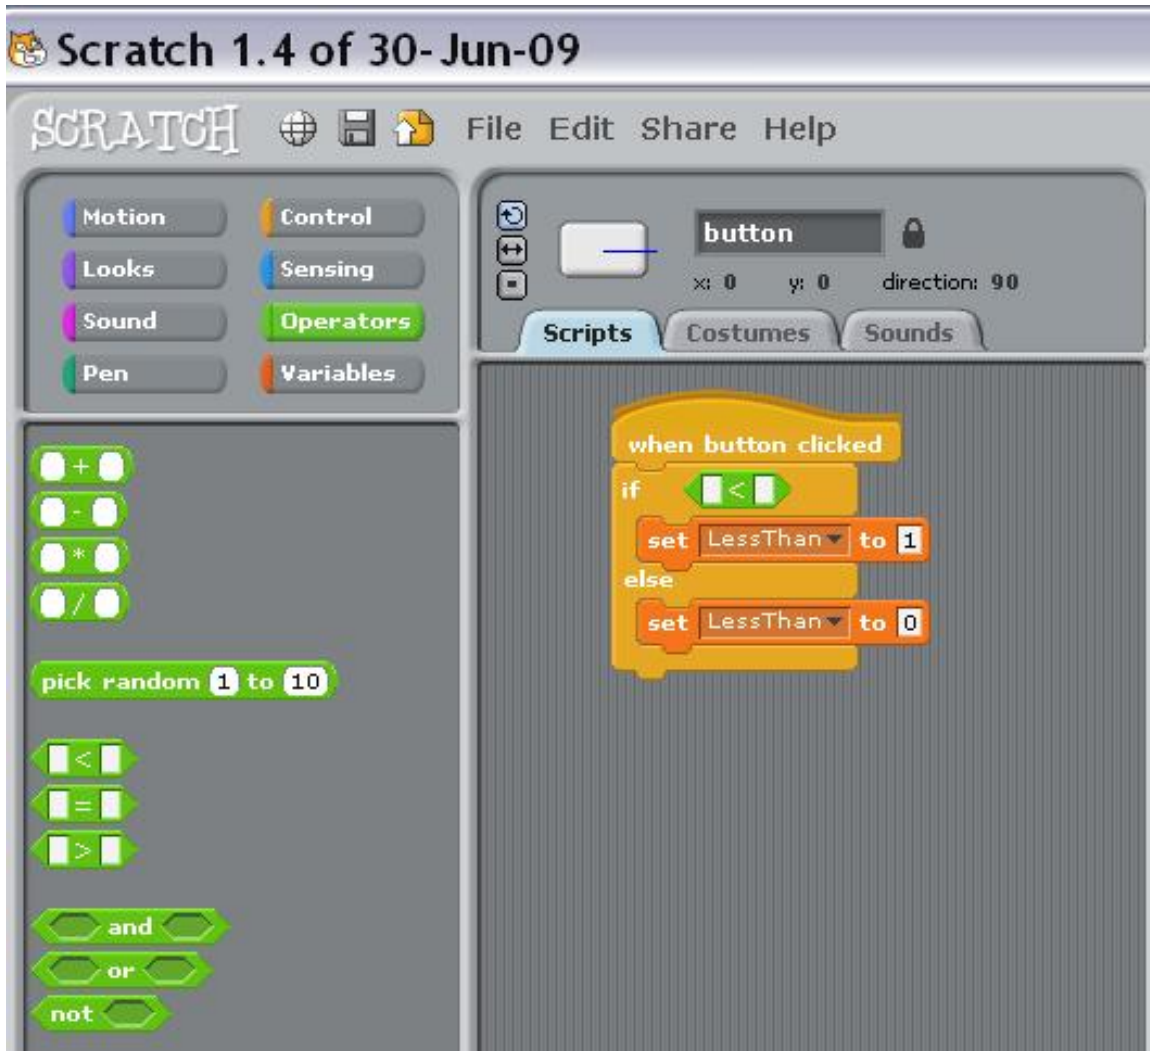 Scratch 1.4 of 30-Jun-09
SCRATCH File Edit Share Help
Motion Control
Looks Sensing
Sound Operators
Pen Variables
button
x: 0 y: 0 direction: 90
Scripts Costumes Sounds
+
-
*
/
pick random 1 to 10
<
=
>
and
or
not
when button clicked
if <
set LessThan to 1
else
set LessThan to 0